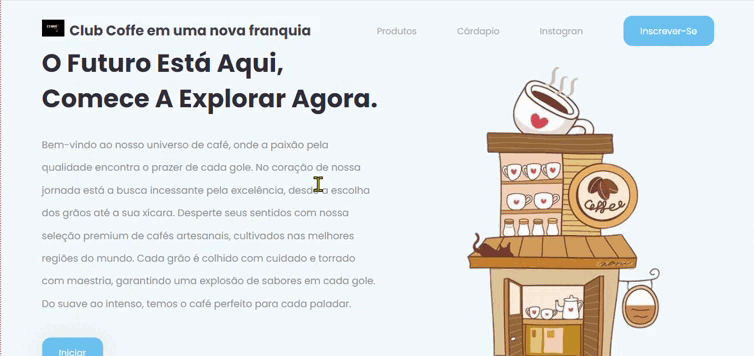 Club Coffe em uma nova franquia
Produtos
Cárdapio
Instagran
Inscrever-Se
O Futuro Está Aqui,
Comece A Explorar Agora.
Bem-vindo ao nosso universo de café, onde a paixão pela
qualidade encontra o prazer de cada gole. No coração de nossa
jornada está a busca incessante pela excelência, desde a escolha
dos grãos até a sua xícara. Desperte seus sentidos com nossa
seleção premium de cafés artesanais, cultivados nas melhores
regiões do mundo. Cada grão é colhido com cuidado e torrado
com maestria, garantindo uma explosão de sabores em cada gole.
Do suave ao intenso, temos o café perfeito para cada paladar.
Iniciar
Coffee